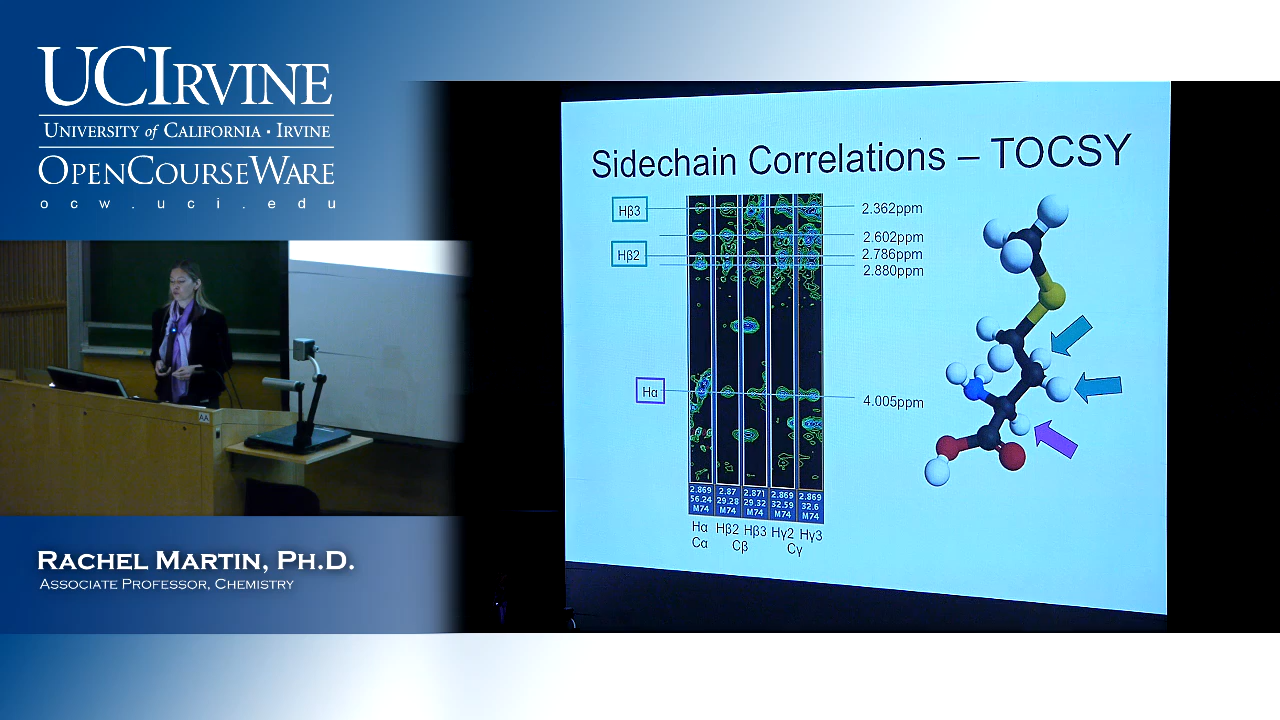 UCIRVINE
UNIVERSITY of CALIFORNIA · IRVINE
OPENCOURSEWARE
ocw.uci.edu
RACHEL MARTIN, PH.D.
ASSOCIATE PROFESSOR, CHEMISTRY
Sidechain Correlations – TOCSY
Hβ3
2.362ppm
2.602ppm
Hβ2
2.786ppm
2.880ppm
Hα
4.005ppm
2.869 2.87 2.871 2.869 2.869
56.24 29.28 29.32 32.59 32.6
M74 M74 M74 M74 M74
Hα Hβ2 Hβ3 Hγ2 Hγ3
Cα Cβ Cγ